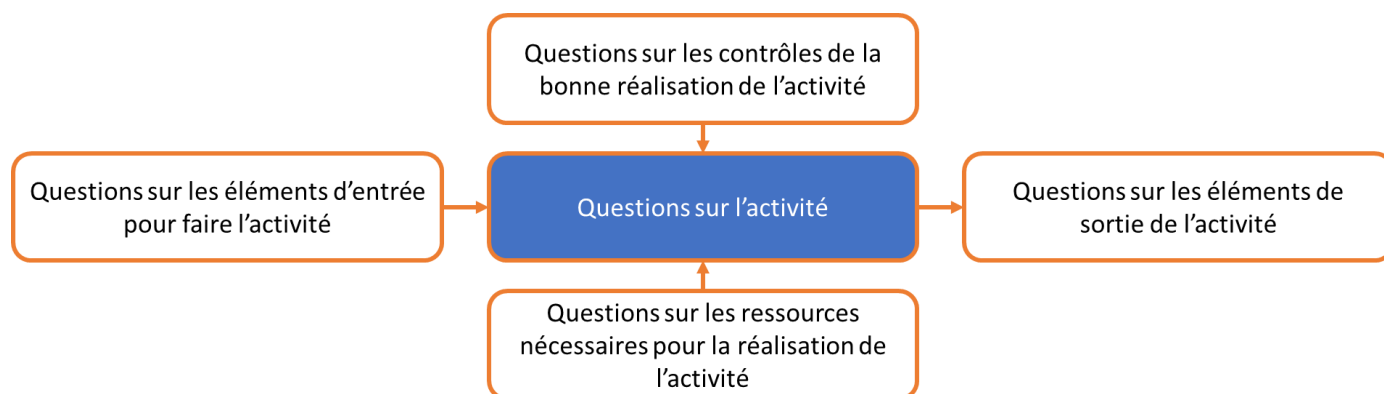 Questions sur les contrôles de la
bonne réalisation de l’activité
Questions sur les éléments d’entrée
pour faire l’activité
Questions sur l’activité
Questions sur les éléments de
sortie de l’activité
Questions sur les ressources
nécessaires pour la réalisation de
l’activité